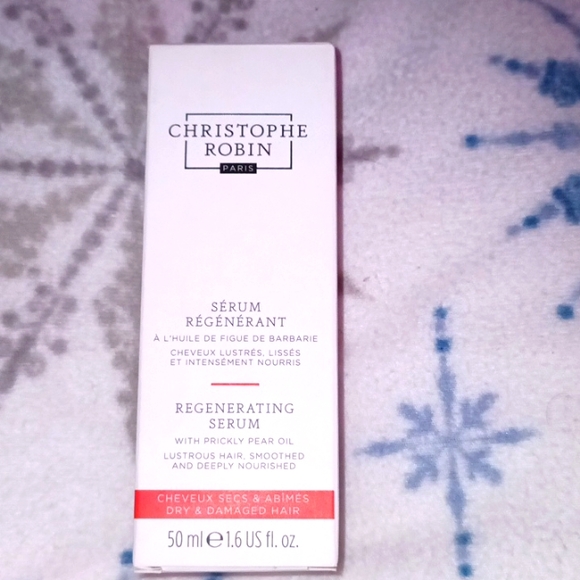 CHRISTOPHE
ROBIN
PARIS
SÉRUM
RÉGÉNÉRANT
À L'HUILE DE FIGUE DE BARBARIE
CHEVEUX LUSTRÉS, LISSÉS
ET INTENSÉMENT NOURRIS
REGENERATING
SERUM
WITH PRICKLY PEAR OIL
LUSTROUS HAIR, SMOOTHED
AND DEEPLY NOURISHED
CHEVEUX SECS & ABÎMÉS
DRY & DAMAGED HAIR
50 ml ℮ 1.6 US fl. oz.